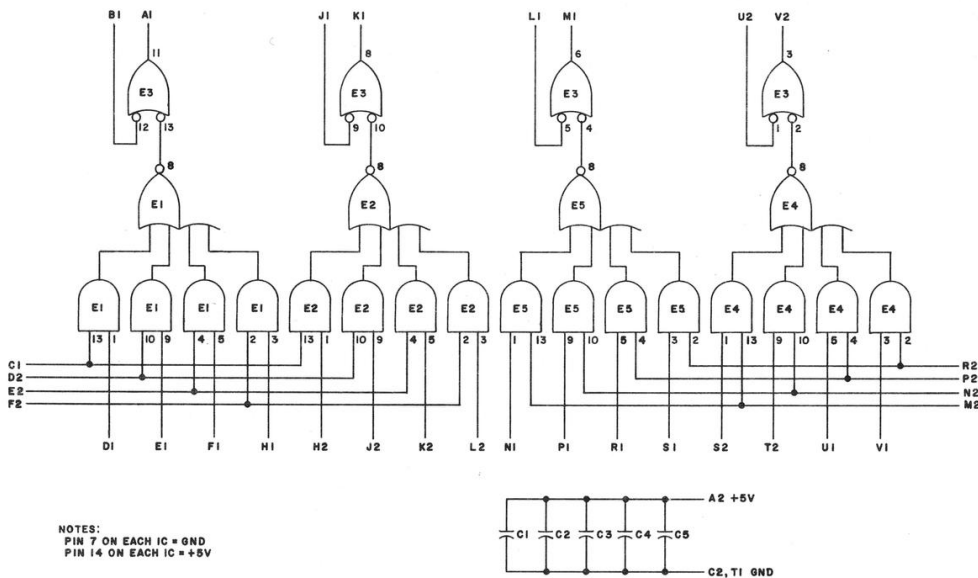 B1 A1 J1 K1 L1 M1 U2 V2
11 8 6 3
E3 E3 E3 E3
12 13 9 10 5 4 1 2
8 8 8 8
E1 E2 E5 E4
E1 E1 E1 E1 E2 E2 E2 E2 E5 E5 E5 E5 E4 E4 E4 E4
13 1 10 9 4 5 2 3 13 1 10 9 4 5 2 3 1 13 9 10 5 4 3 2 1 13 9 10 5 4 3 2
C1 R2
D2 P2
E2 N2
F2 M2
D1 E1 F1 H1 H2 J2 K2 L2 N1 P1 R1 S1 S2 T2 U1 V1
A2 +5V
C1 C2 C3 C4 C5
C2, T1 GND
NOTES:
PIN 7 ON EACH IC = GND
PIN 14 ON EACH IC = +5V